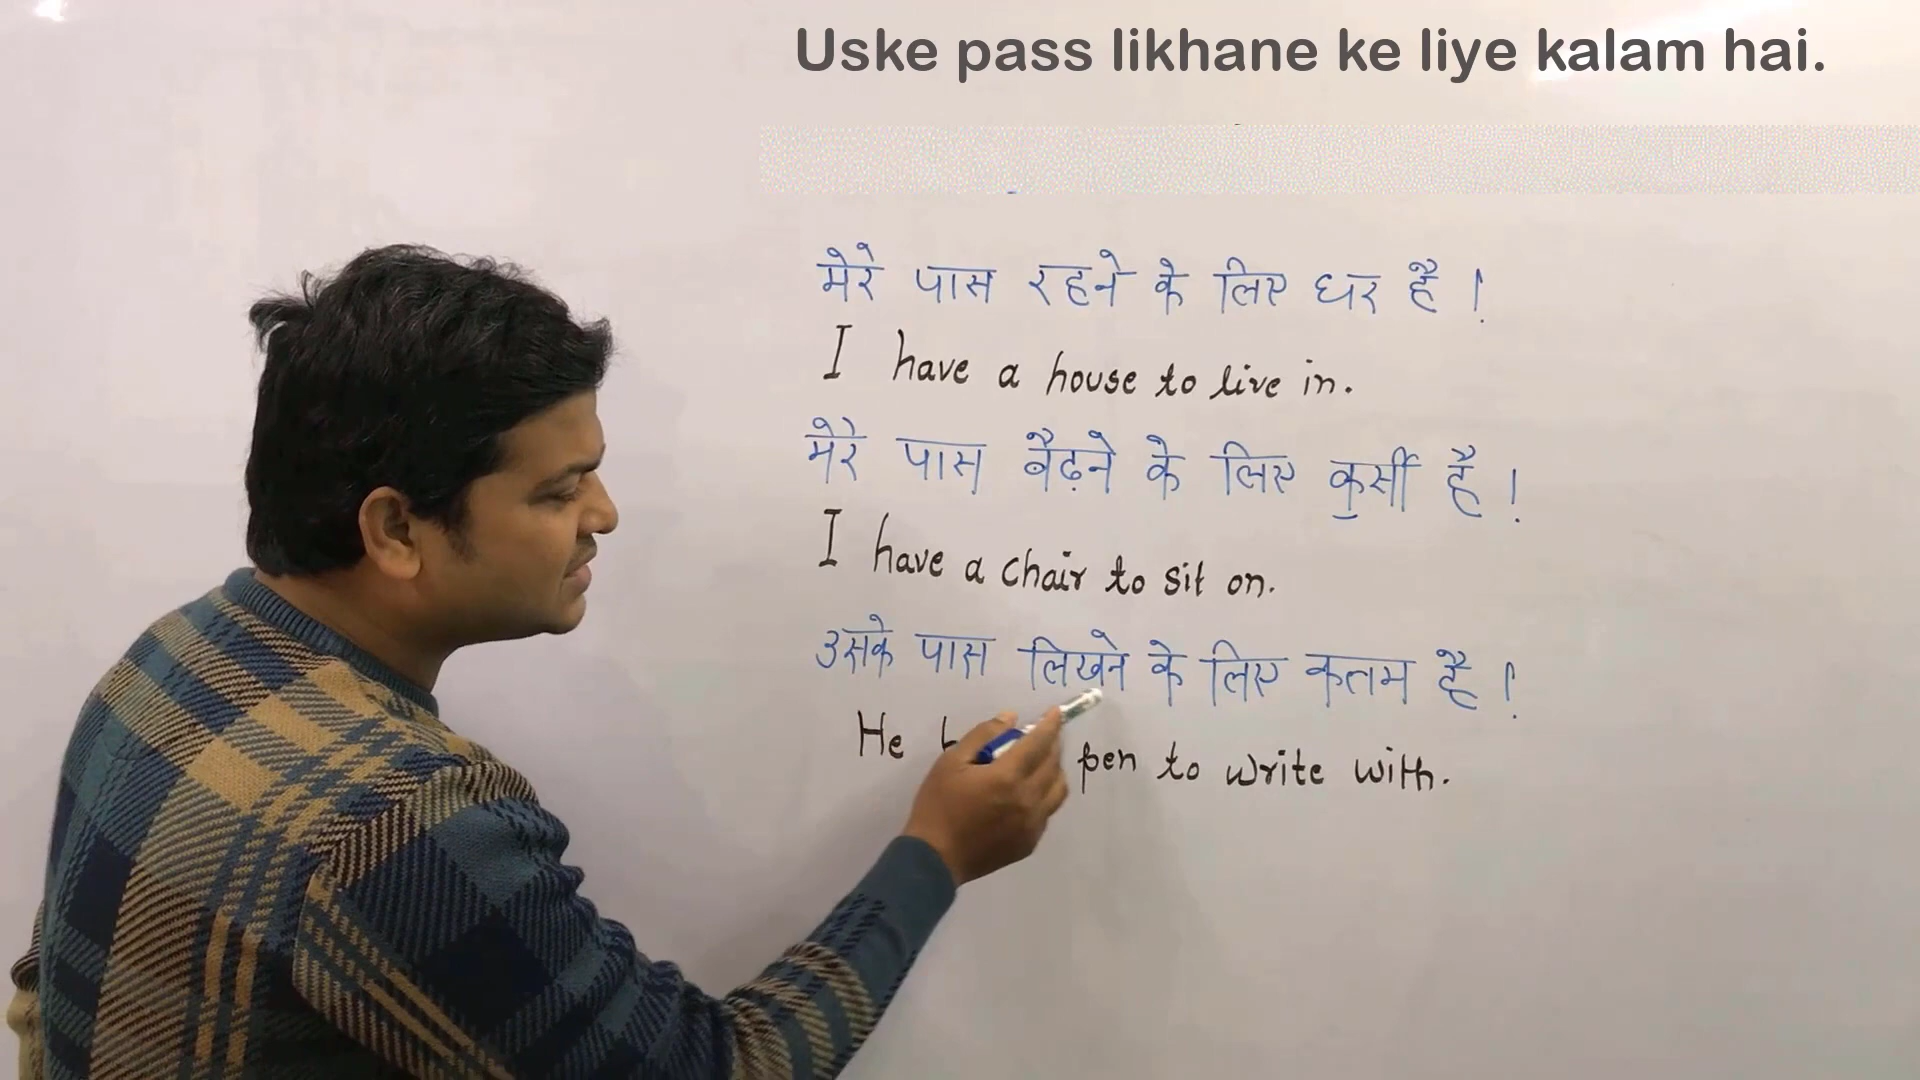 Uske pass likhane ke liye kalam hai.
मेरे पास रहने के लिए घर है !
I have a house to live in.
मेरे पास बैढ़ने के लिए कुर्सी है !
I have a chair to sit on.
उसके पास लिखने के लिए कलम है !
He pen to write with.